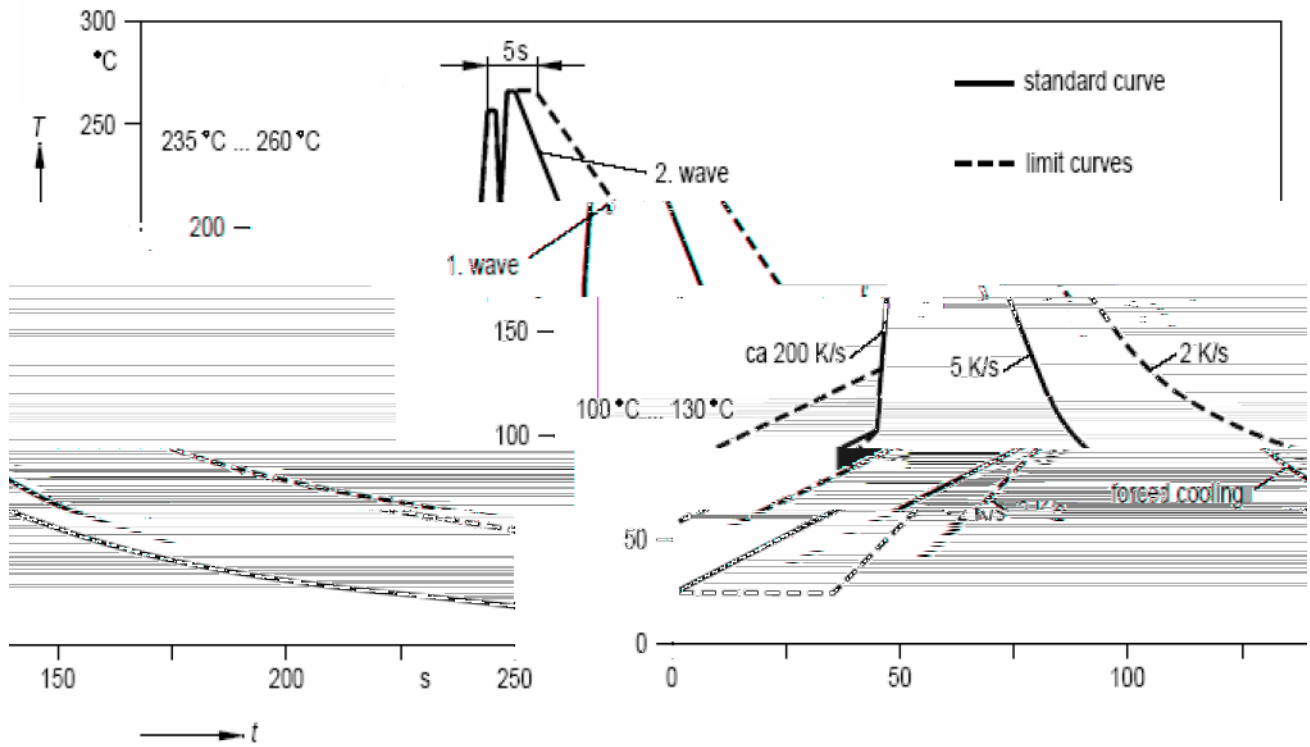 300
°C
5 s
standard curve
T
250
235 °C ... 260 °C
limit curves
2. wave
200
1. wave
150
ca 200 K/s
5 K/s
2 K/s
100 °C ... 130 °C
100
forced cooling
K/s
50
0
150
200
s
250
0
50
100
t